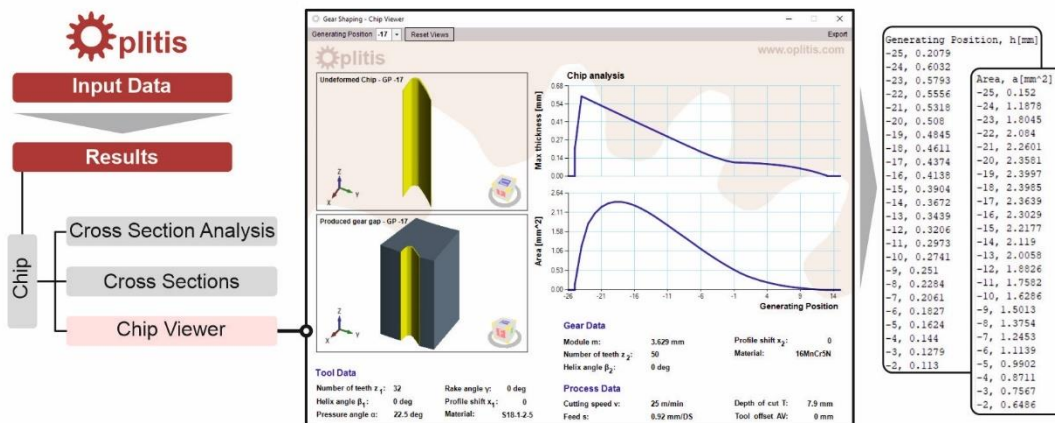 Oplitis
Input Data
Results
Chip
Cross Section Analysis
Cross Sections
Chip Viewer
Gear Shaping - Chip Viewer
Generating Position -17 Reset Views Export
Oplitis www.oplitis.com
Undeformed Chip - GP -17
Z
X
Y
Produced gear gap - GP -17
Z
X
Y
Chip analysis
Max thickness [mm]
0.68
0.54
0.41
0.27
0.14
0.00
Area [mm^2]
2.64
2.11
1.58
1.06
0.53
0.00
-26 -21 -16 -11 -6 -1 4 9 14
Generating Position
Tool Data
Number of teeth z1: 32 Rake angle γ: 0 deg
Helix angle β1: 0 deg Profile shift x1: 0
Pressure angle α: 22.5 deg Material: S18-1-2-5
Gear Data
Module m: 3.629 mm Profile shift x2: 0
Number of teeth z2: 50 Material: 16MnCr5N
Helix angle β2: 0 deg
Process Data
Cutting speed v: 25 m/min Depth of cut T: 7.9 mm
Feed s: 0.92 mm/DS Tool offset AV: 0 mm
Generating Position, h[mm]
-25, 0.2079
-24, 0.6032
-23, 0.5793
-22, 0.5556
-21, 0.5318
-20, 0.508
-19, 0.4845
-18, 0.4611
-17, 0.4374
-16, 0.4138
-15, 0.3904
-14, 0.3672
-13, 0.3439
-12, 0.3206
-11, 0.2973
-10, 0.2741
-9, 0.251
-8, 0.2284
-7, 0.2061
-6, 0.1827
-5, 0.1624
-4, 0.144
-3, 0.1279
-2, 0.113
Area, a[mm^2]
-25, 0.152
-24, 1.1878
-23, 1.8045
-22, 2.084
-21, 2.2601
-20, 2.3581
-19, 2.3997
-18, 2.3985
-17, 2.3639
-16, 2.3029
-15, 2.2177
-14, 2.119
-13, 2.0058
-12, 1.8826
-11, 1.7582
-10, 1.6286
-9, 1.5013
-8, 1.3754
-7, 1.2453
-6, 1.1139
-5, 0.9902
-4, 0.8711
-3, 0.7567
-2, 0.6486